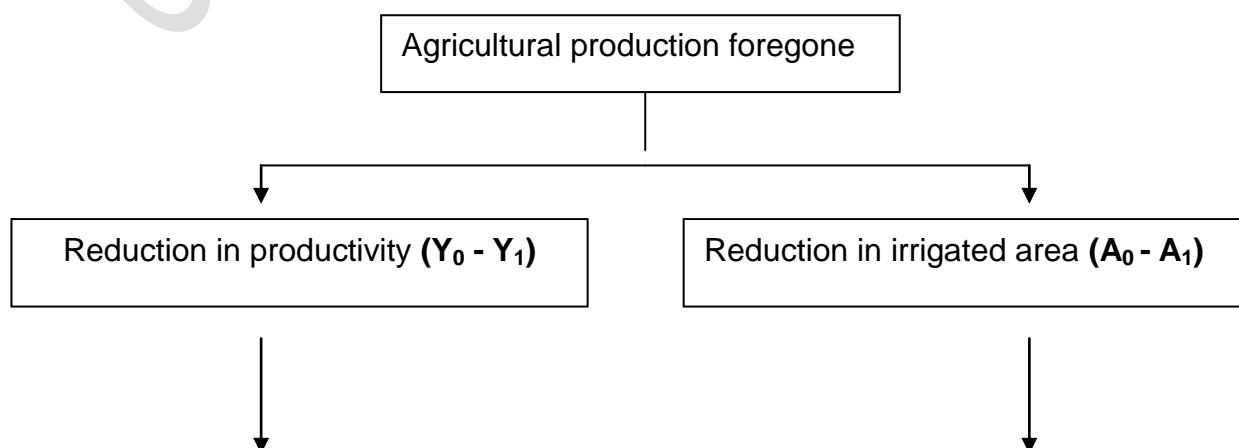 Agricultural production foregone
Reduction in productivity (Y₀ - Y₁)
Reduction in irrigated area (A₀ - A₁)